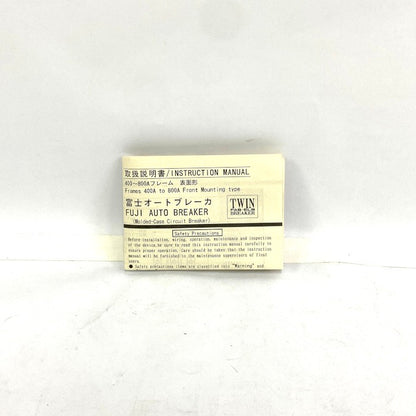 取扱説明書/INSTRUCTION MANUAL
400~800Aフレーム 表面形
Frames 400A to 800A Front Mounting type
富士オートブレーカ
FUJI AUTO BREAKER
(Molded-Case Circuit Breaker)
TWIN
FAB·ELB
BREAKER
Safety Precautions
Before installation, wiring, operation, maintenance and inspection
of the device, be sure to read this instruction manual carefully to
ensure proper operation. Care should be taken that the instruction
manual will be furnished to the maintenance supervisors of final
users.
● Safety precautions items are classified into "Warning" and